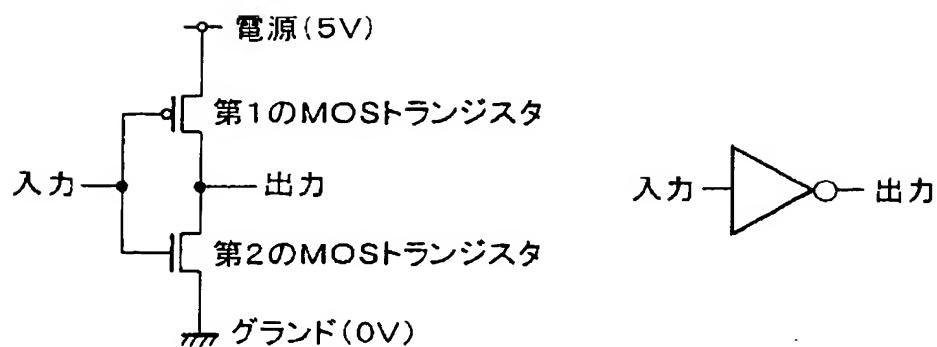 電源(5V)
第1のMOSトランジスタ
入力
出力
第2のMOSトランジスタ
グランド(0V)
入力
出力